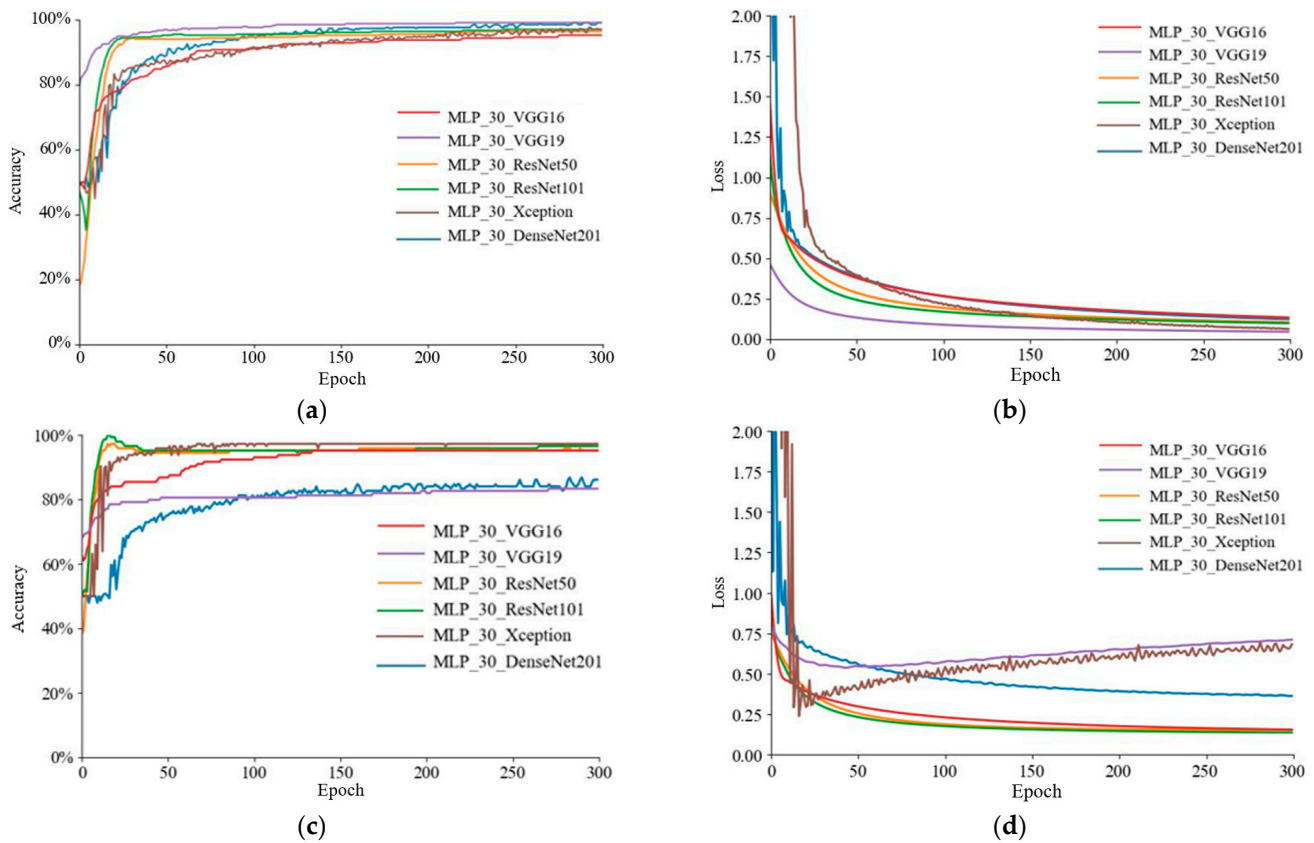 100%
80%
60%
40%
20%
0%
Accuracy
MLP_30_VGG16
MLP_30_VGG19
MLP_30_ResNet50
MLP_30_ResNet101
MLP_30_Xception
MLP_30_DenseNet201
0 50 100 150 200 250 300
Epoch
(a)
2.00
1.75
1.50
1.25
1.00
0.75
0.50
0.25
0.00
Loss
MLP_30_VGG16
MLP_30_VGG19
MLP_30_ResNet50
MLP_30_ResNet101
MLP_30_Xception
MLP_30_DenseNet201
0 50 100 150 200 250 300
Epoch
(b)
100%
80%
60%
40%
20%
0%
Accuracy
MLP_30_VGG16
MLP_30_VGG19
MLP_30_ResNet50
MLP_30_ResNet101
MLP_30_Xception
MLP_30_DenseNet201
0 50 100 150 200 250 300
Epoch
(c)
2.00
1.75
1.50
1.25
1.00
0.75
0.50
0.25
0.00
Loss
MLP_30_VGG16
MLP_30_VGG19
MLP_30_ResNet50
MLP_30_ResNet101
MLP_30_Xception
MLP_30_DenseNet201
0 50 100 150 200 250 300
Epoch
(d)